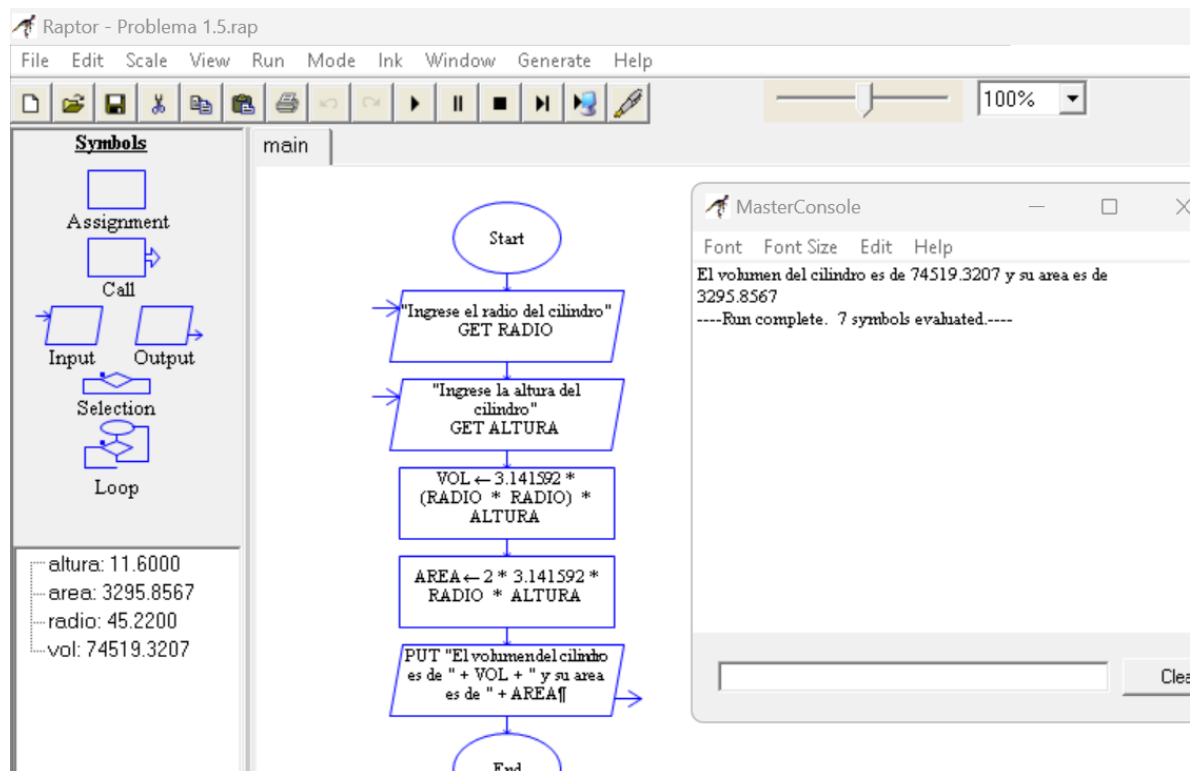 Raptor - Problema 1.5.rap
File Edit Scale View Run Mode Ink Window Generate Help
100%
Symbols
Assignment
Call
Input Output
Selection
Loop
altura: 11.6000
area: 3295.8567
radio: 45.2200
vol: 74519.3207
main
Start
"Ingrese el radio del cilindro"
GET RADIO
"Ingrese la altura del
cilindro"
GET ALTURA
VOL ← 3.141592 *
(RADIO * RADIO) *
ALTURA
AREA ← 2 * 3.141592 *
RADIO * ALTURA
PUT "El volumen del cilindro
es de " + VOL + " y su area
es de " + AREA¶
End
MasterConsole
Font Font Size Edit Help
El volumen del cilindro es de 74519.3207 y su area es de
3295.8567
----Run complete. 7 symbols evaluated.----
Clea